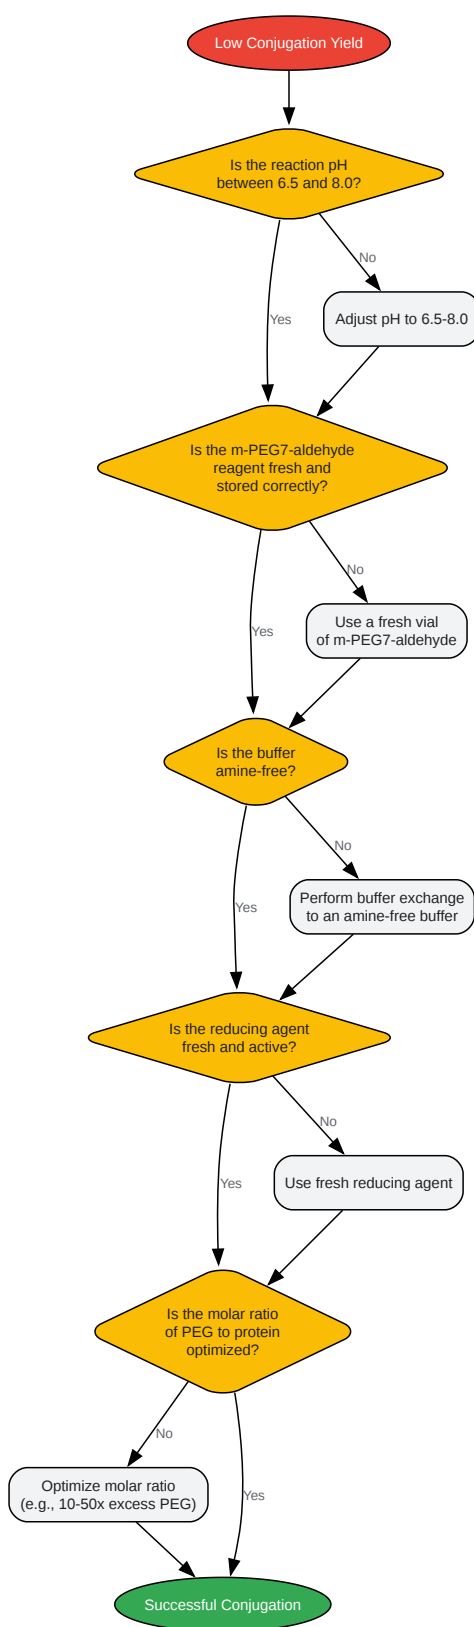 Low Conjugation Yield
Is the reaction pH
between 6.5 and 8.0?
No
Yes
Adjust pH to 6.5-8.0
Is the m-PEG7-aldehyde
reagent fresh and
stored correctly?
No
Yes
Use a fresh vial
of m-PEG7-aldehyde
Is the buffer
amine-free?
No
Yes
Perform buffer exchange
to an amine-free buffer
Is the reducing agent
fresh and active?
No
Yes
Use fresh reducing agent
Is the molar ratio
of PEG to protein
optimized?
No
Yes
Optimize molar ratio
(e.g., 10-50x excess PEG)
Successful Conjugation